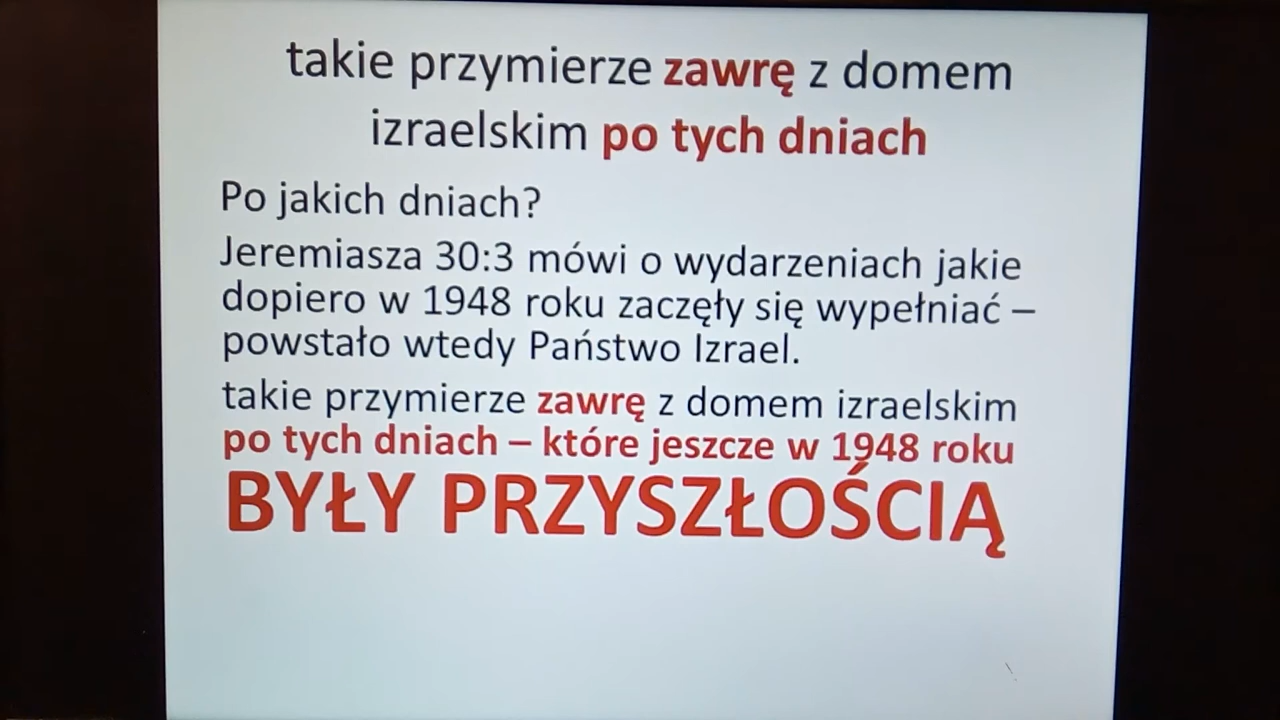 takie przymierze zawrę z domem
izraelskim po tych dniach
Po jakich dniach?
Jeremiasza 30:3 mówi o wydarzeniach jakie
dopiero w 1948 roku zaczęły się wypełniać –
powstało wtedy Państwo Izrael.
takie przymierze zawrę z domem izraelskim
po tych dniach – które jeszcze w 1948 roku
BYŁY PRZYSZŁOŚCIĄ